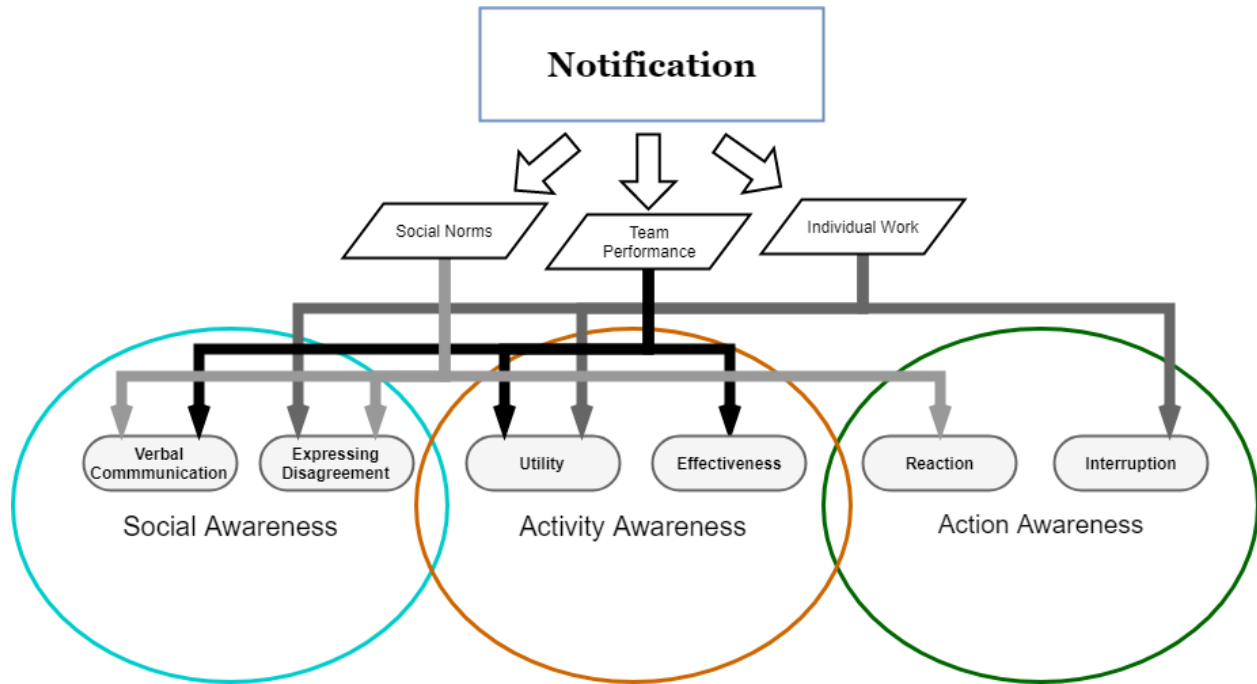 Notification
Social Norms
Team
Performance
Individual Work
Verbal
Commmunication
Expressing
Disagreement
Utility
Effectiveness
Reaction
Interruption
Social Awareness
Activity Awareness
Action Awareness